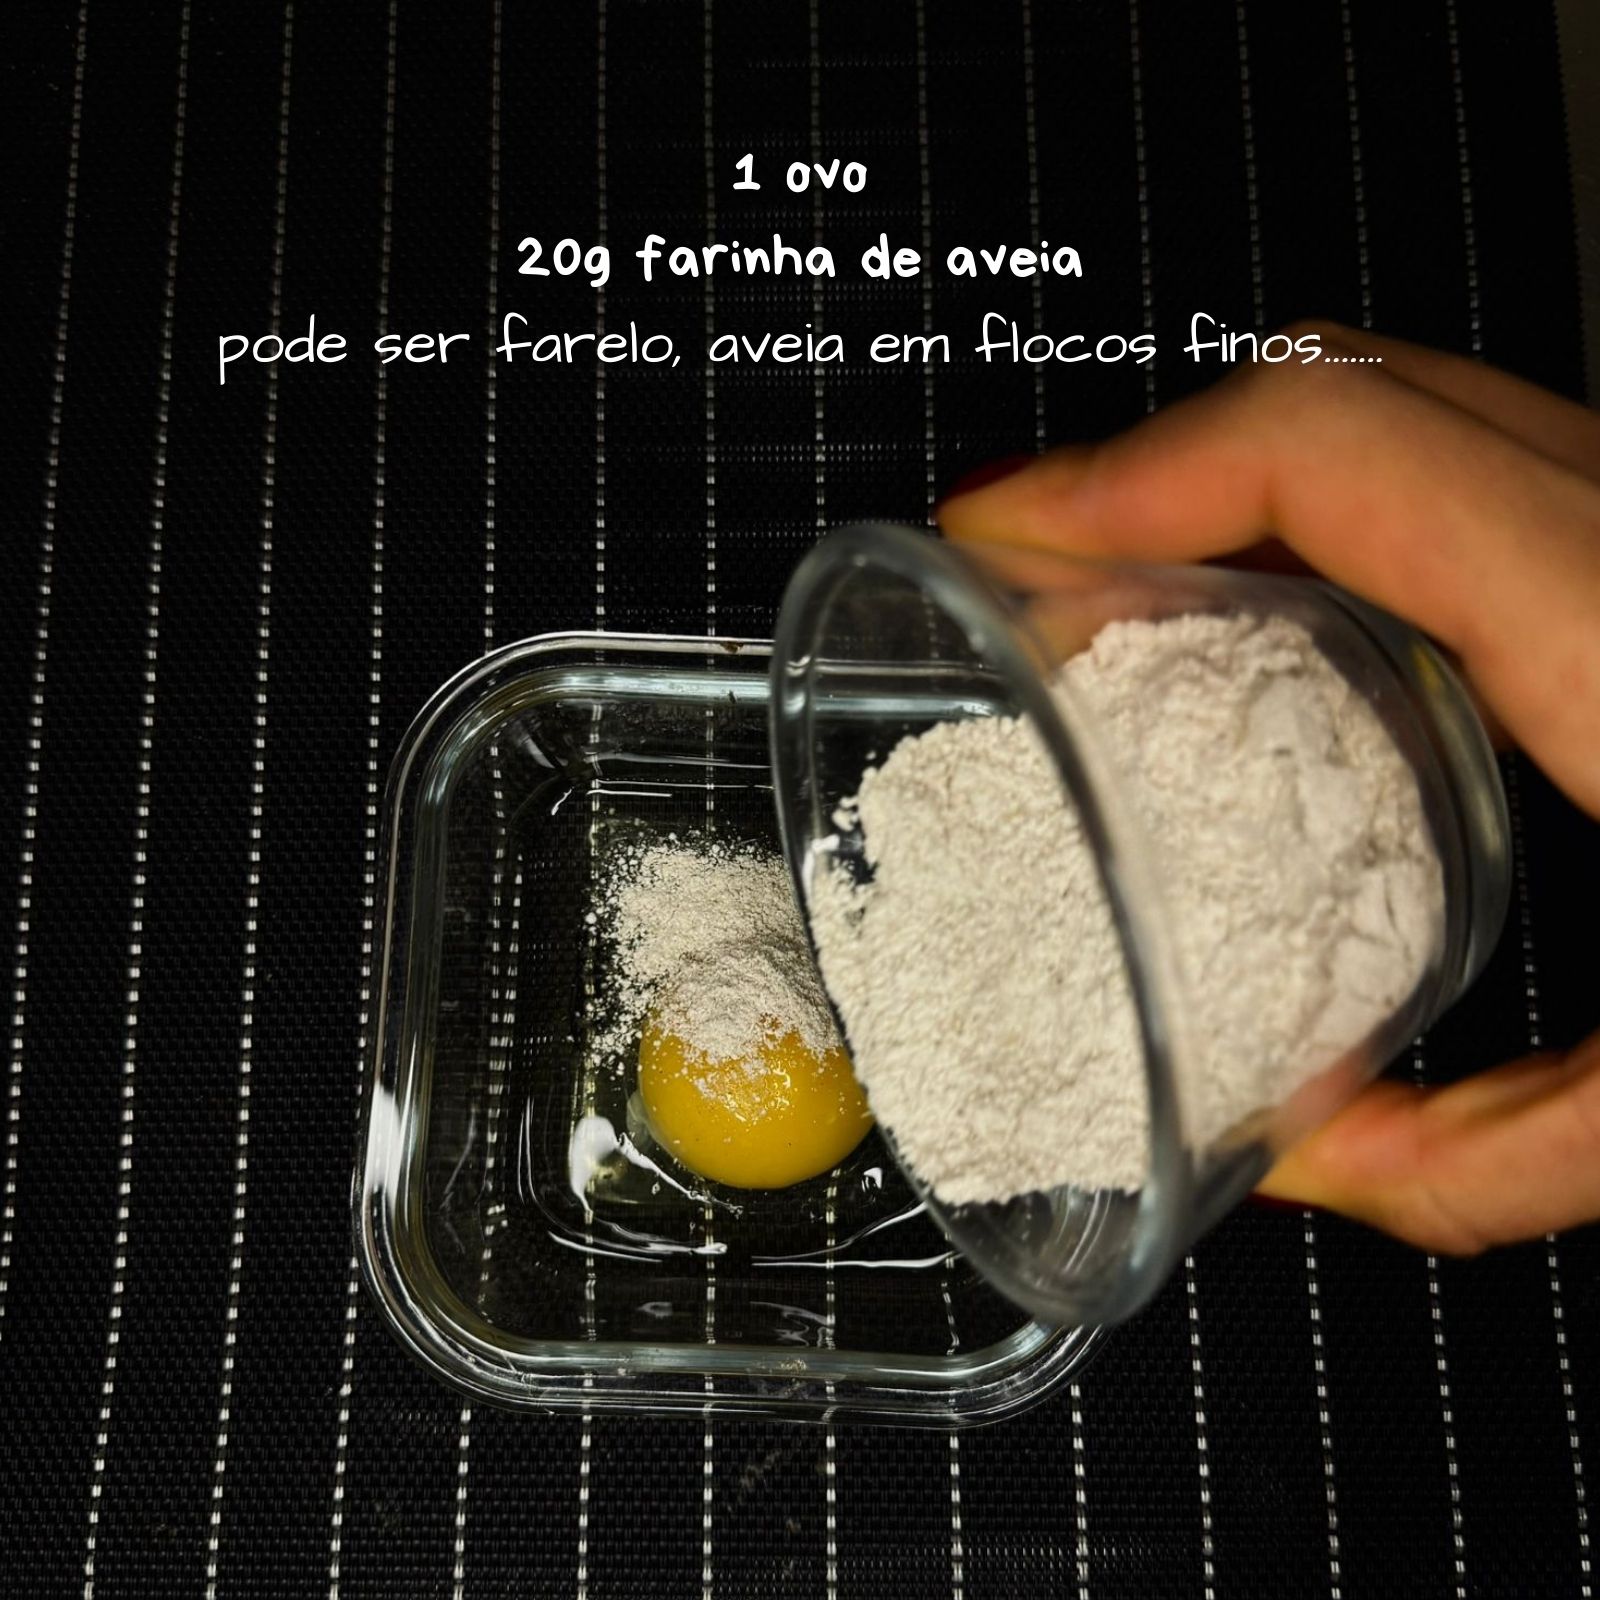 1 ovo
20g farinha de aveia
pode ser farelo, aveia em flocos finos.......